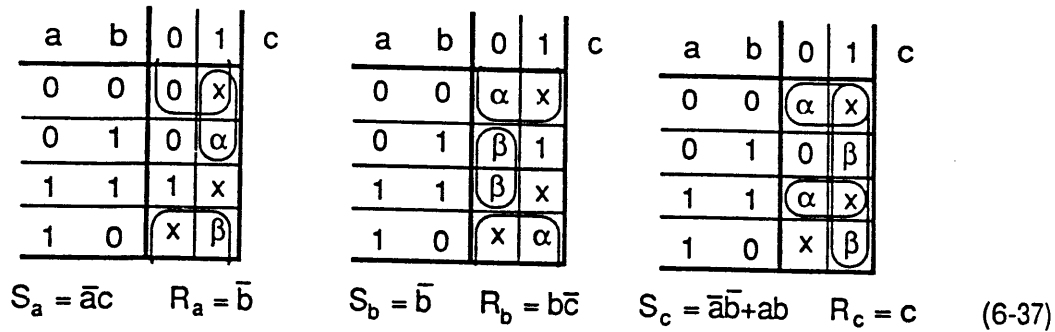 a b 0 1 c
0 0 0 x
0 1 0 α
1 1 1 x
1 0 x β
S_a = a̅c R_a = b̅
a b 0 1 c
0 0 α x
0 1 β 1
1 1 β x
1 0 x α
S_b = b̅ R_b = bc̅
a b 0 1 c
0 0 α x
0 1 0 β
1 1 α x
1 0 x β
S_c = a̅b̅+ab R_c = c (6-37)